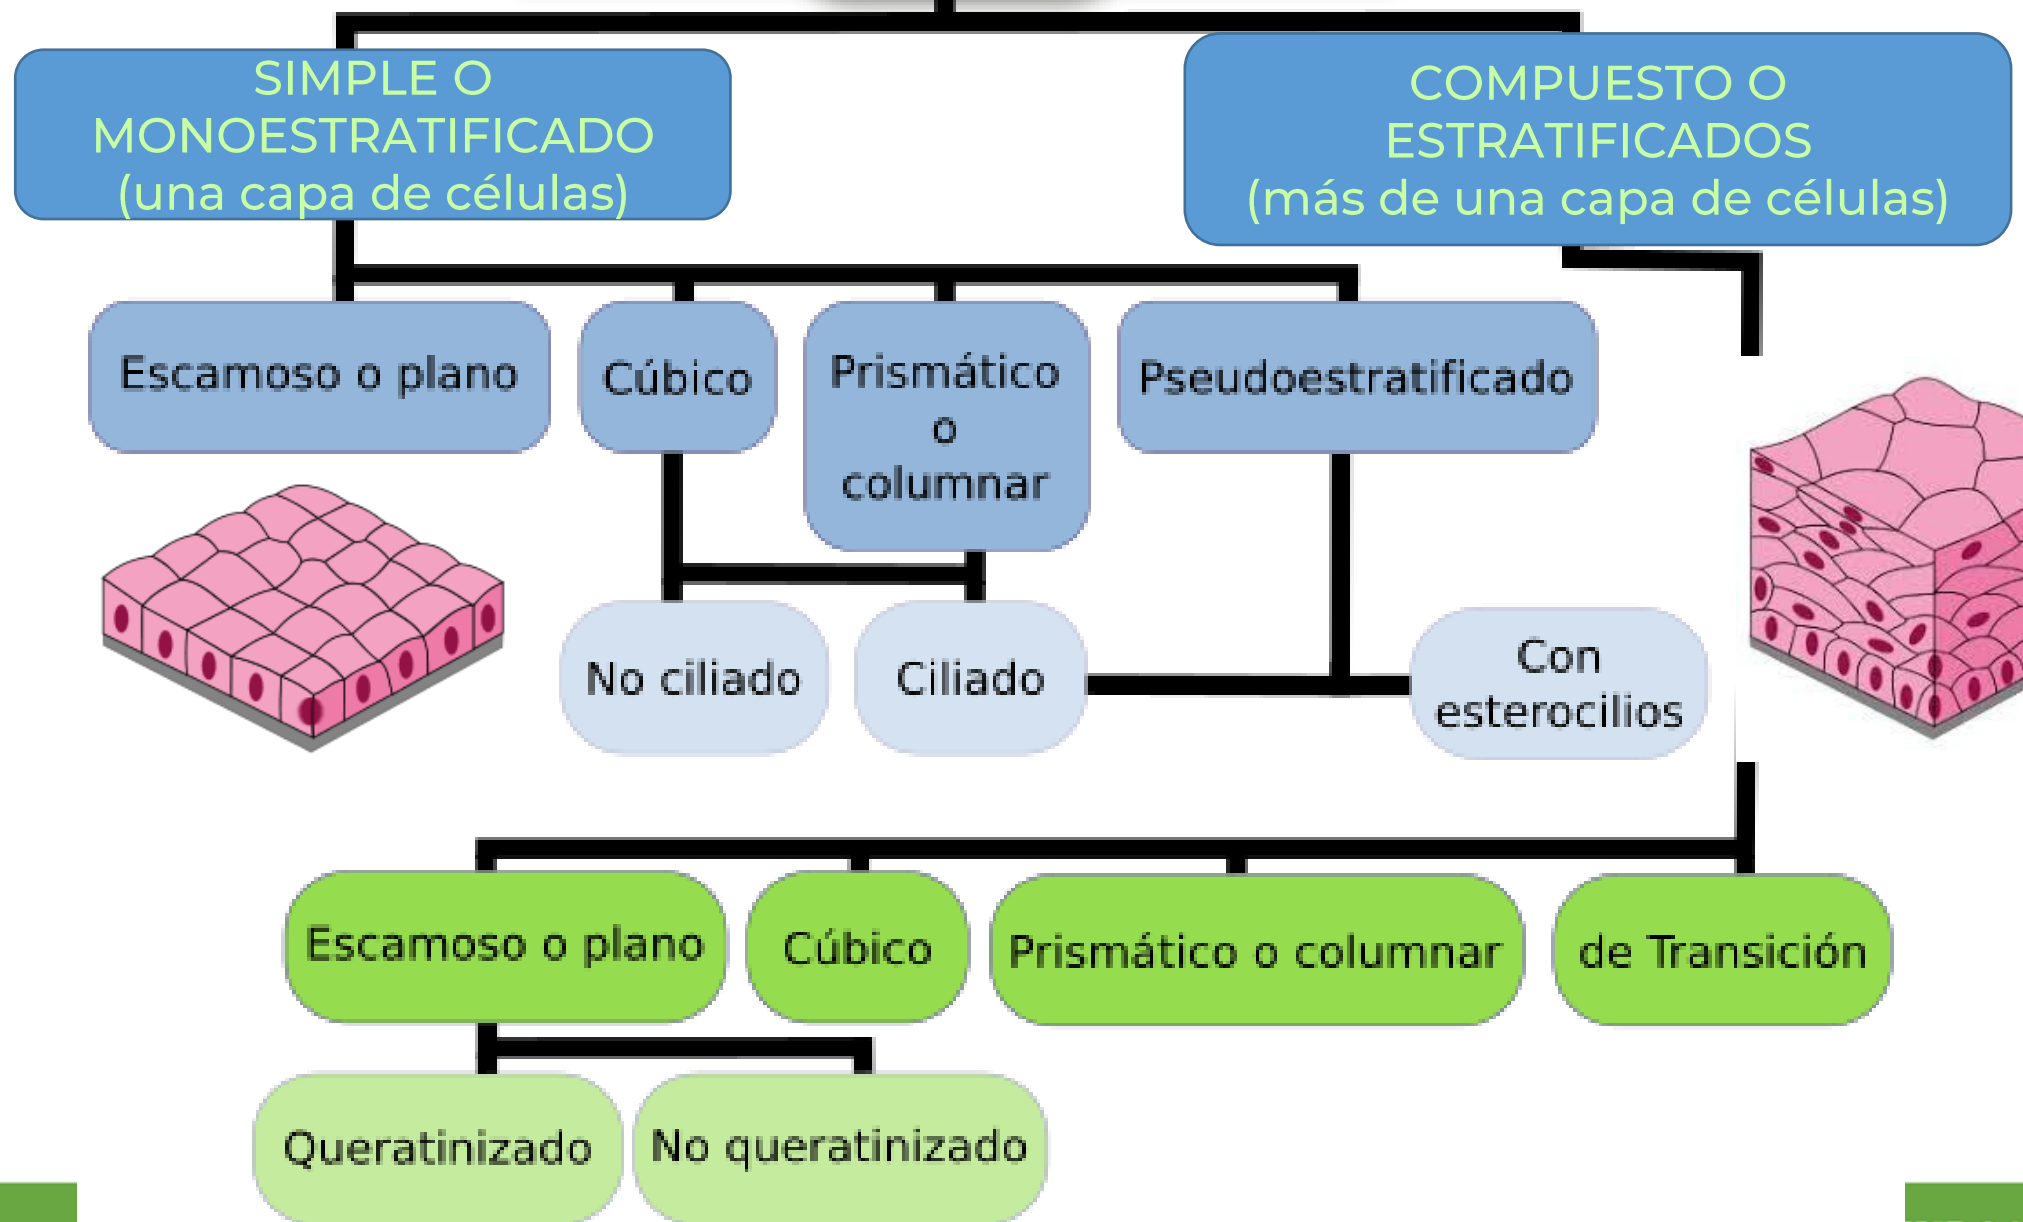 SIMPLE O
MONOESTRATIFICADO
(una capa de células)
COMPUESTO O
ESTRATIFICADOS
(más de una capa de células)
Escamoso o plano
Cúbico
Prismático
o
columnar
Pseudoestratificado
No ciliado
Ciliado
Con
esterocilios
Escamoso o plano
Cúbico
Prismático o columnar
de Transición
Queratinizado
No queratinizado